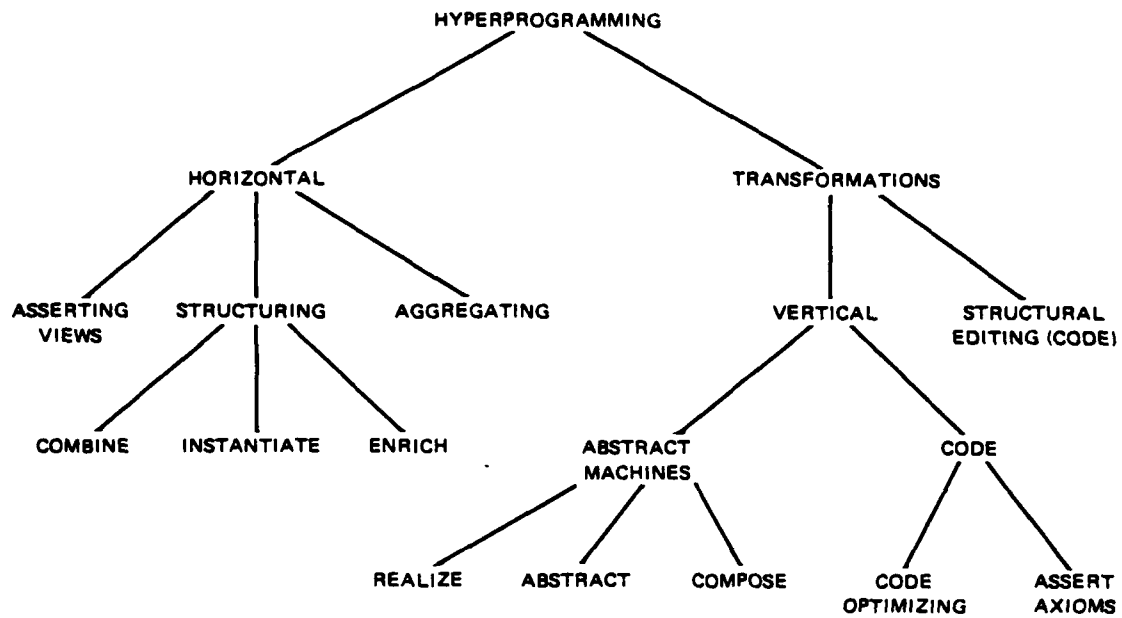 HYPERPROGRAMMING
HORIZONTAL
TRANSFORMATIONS
ASSERTING
VIEWS
STRUCTURING
AGGREGATING
VERTICAL
STRUCTURAL
EDITING (CODE)
COMBINE
INSTANTIATE
ENRICH
ABSTRACT
MACHINES
CODE
REALIZE
ABSTRACT
COMPOSE
CODE
OPTIMIZING
ASSERT
AXIOMS